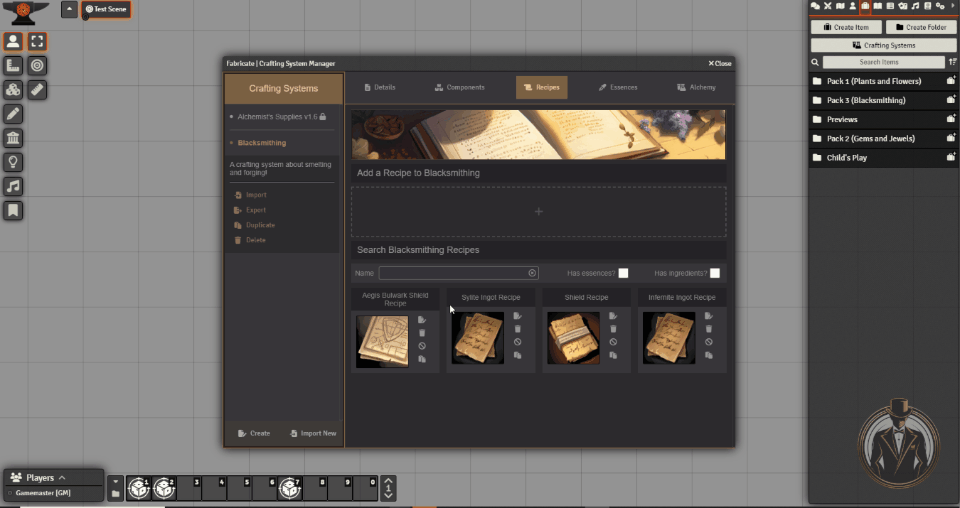 Test Scene
Fabricate | Crafting System Manager
Close
Crafting Systems
Details
Components
Recipes
Essences
Alchemy
Alchemist's Supplies v1.6
Blacksmithing
A crafting system about smelting
and forging!
Import
Export
Duplicate
Delete
Create
Import New
Add a Recipe to Blacksmithing
+
Search Blacksmithing Recipes
Name
Has essences?
Has ingredients?
Aegis Bulwark Shield
Recipe
Sylite Ingot Recipe
Shield Recipe
Infernite Ingot Recipe
Create Item
Create Folder
Crafting Systems
Search Items
Pack 1 (Plants and Flowers)
Pack 3 (Blacksmithing)
Previews
Pack 2 (Gems and Jewels)
Child's Play
Players
Gamemaster [GM]
1
2
3
4
5
6
7
8
9
0
1